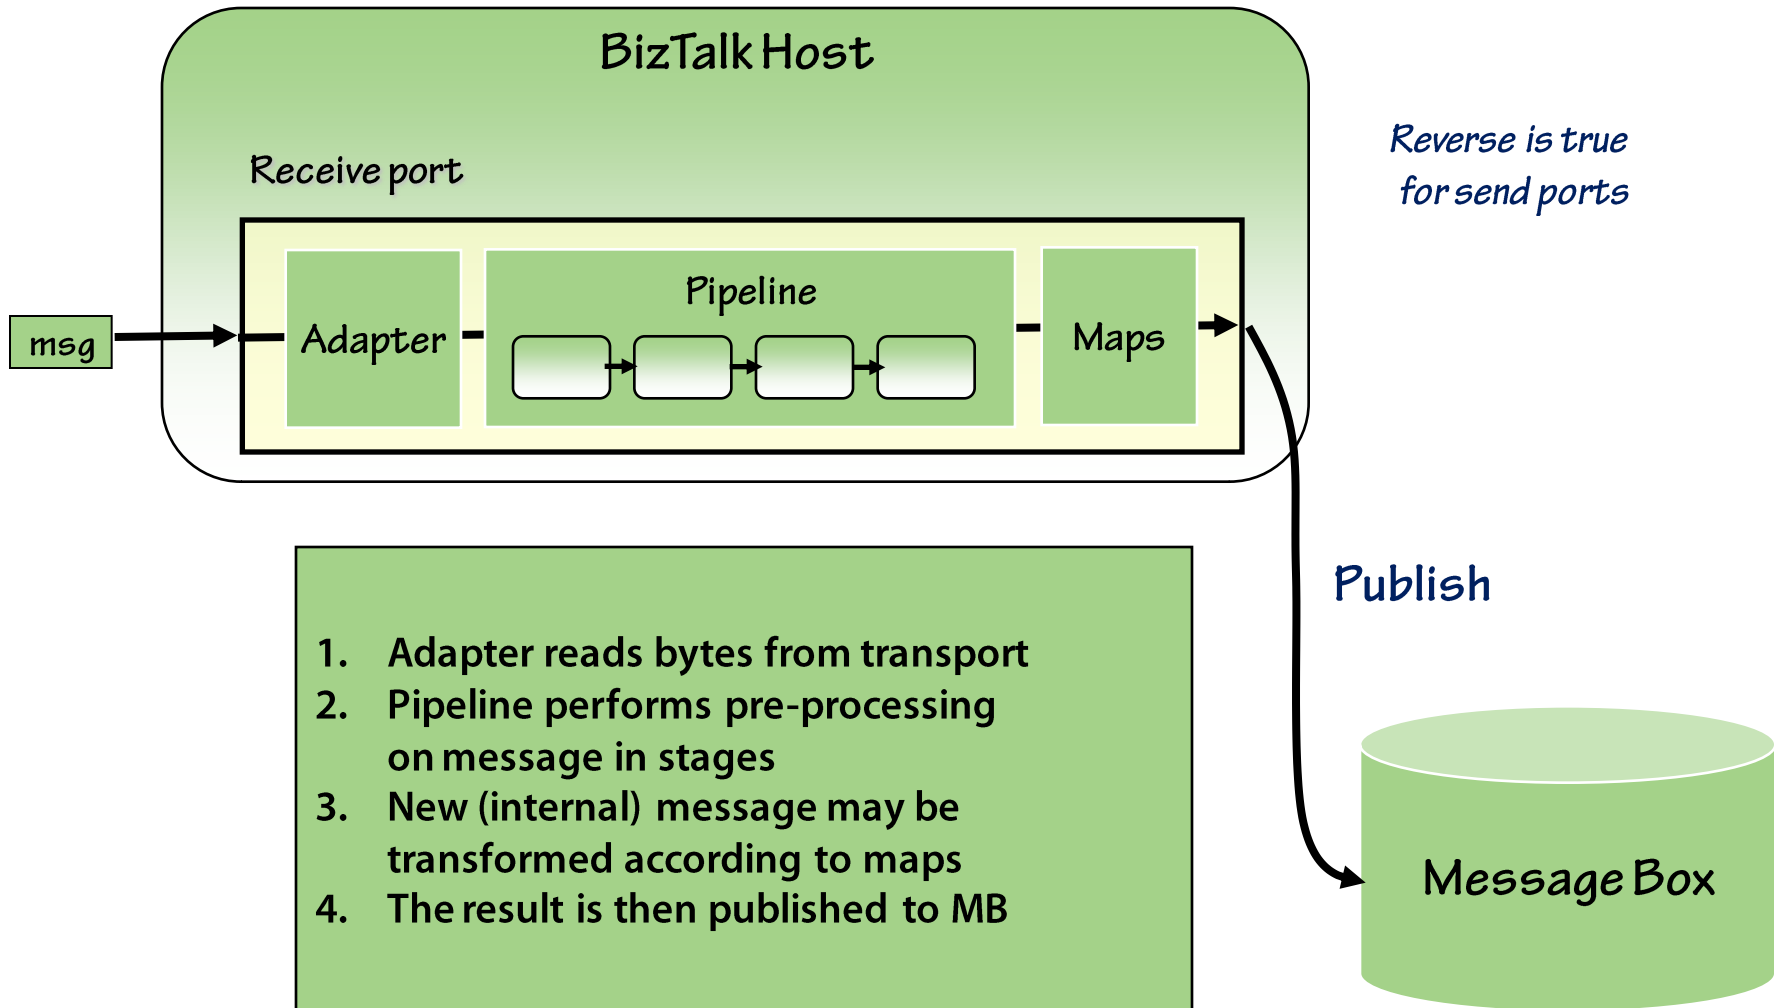 BizTalk Host
Reverse is true
for send ports
Receive port
Pipeline
msg
Adapter
Maps
Publish
1. Adapter reads bytes from transport
2. Pipeline performs pre-processing
on message in stages
3. New (internal) message may be
transformed according to maps
4. The result is then published to MB
Message Box